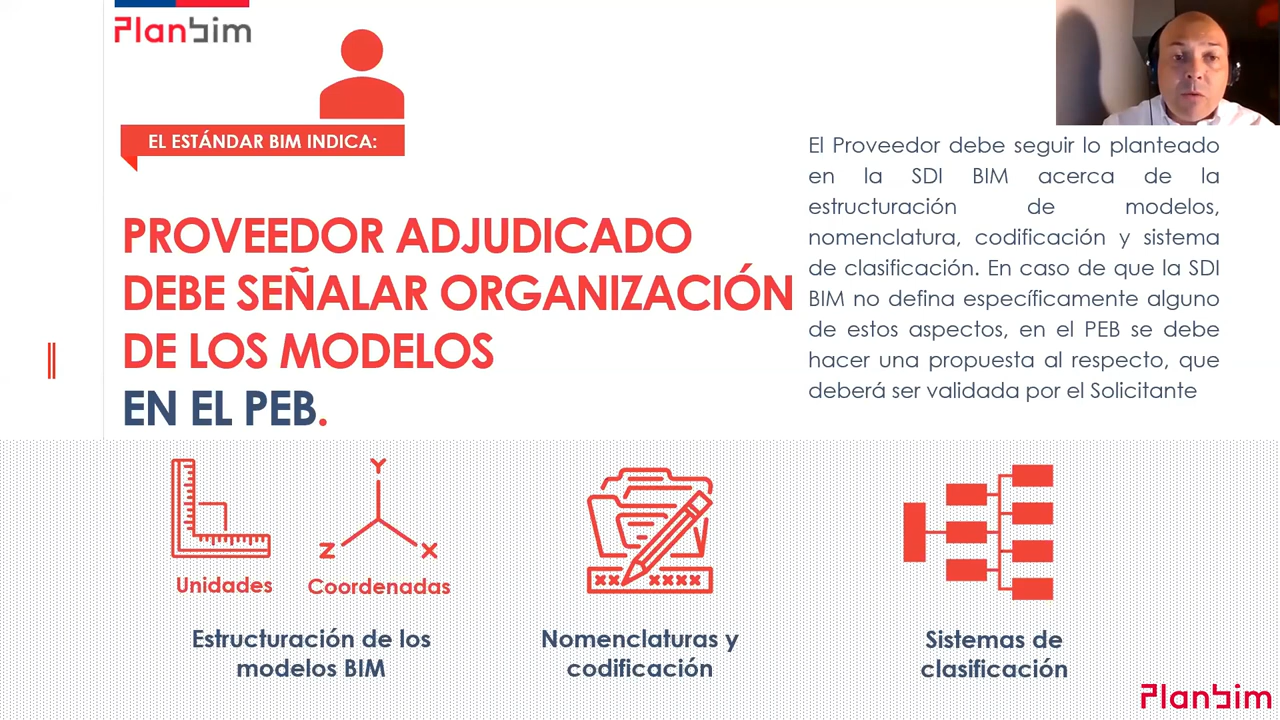 Planbim
EL ESTÁNDAR BIM INDICA:
PROVEEDOR ADJUDICADO
DEBE SEÑALAR ORGANIZACIÓN
DE LOS MODELOS
EN EL PEB.
El Proveedor debe seguir lo planteado
en la SDI BIM acerca de la
estructuración de modelos,
nomenclatura, codificación y sistema
de clasificación. En caso de que la SDI
BIM no defina específicamente alguno
de estos aspectos, en el PEB se debe
hacer una propuesta al respecto, que
deberá ser validada por el Solicitante
Y
Z
X
Unidades
Coordenadas
Estructuración de los
modelos BIM
Nomenclaturas y
codificación
Sistemas de
clasificación
Planbim